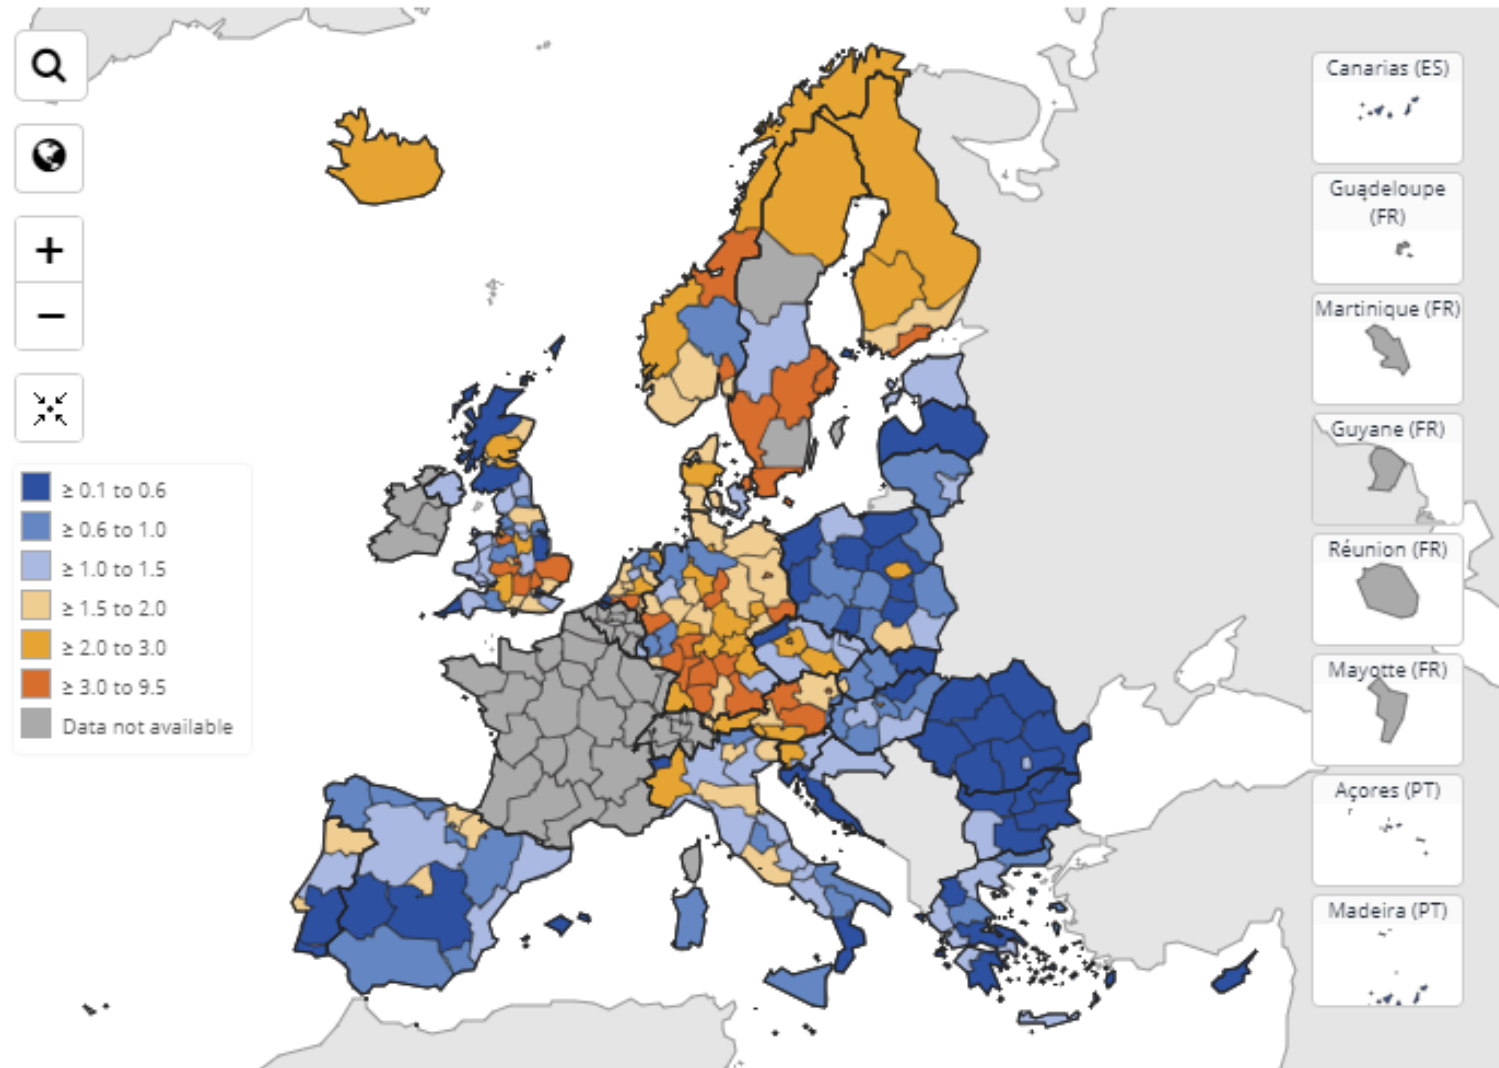 +
−
≥ 0.1 to 0.6
≥ 0.6 to 1.0
≥ 1.0 to 1.5
≥ 1.5 to 2.0
≥ 2.0 to 3.0
≥ 3.0 to 9.5
Data not available
Canarias (ES)
Guadeloupe
(FR)
Martinique (FR)
Guyane (FR)
Réunion (FR)
Mayotte (FR)
Açores (PT)
Madeira (PT)